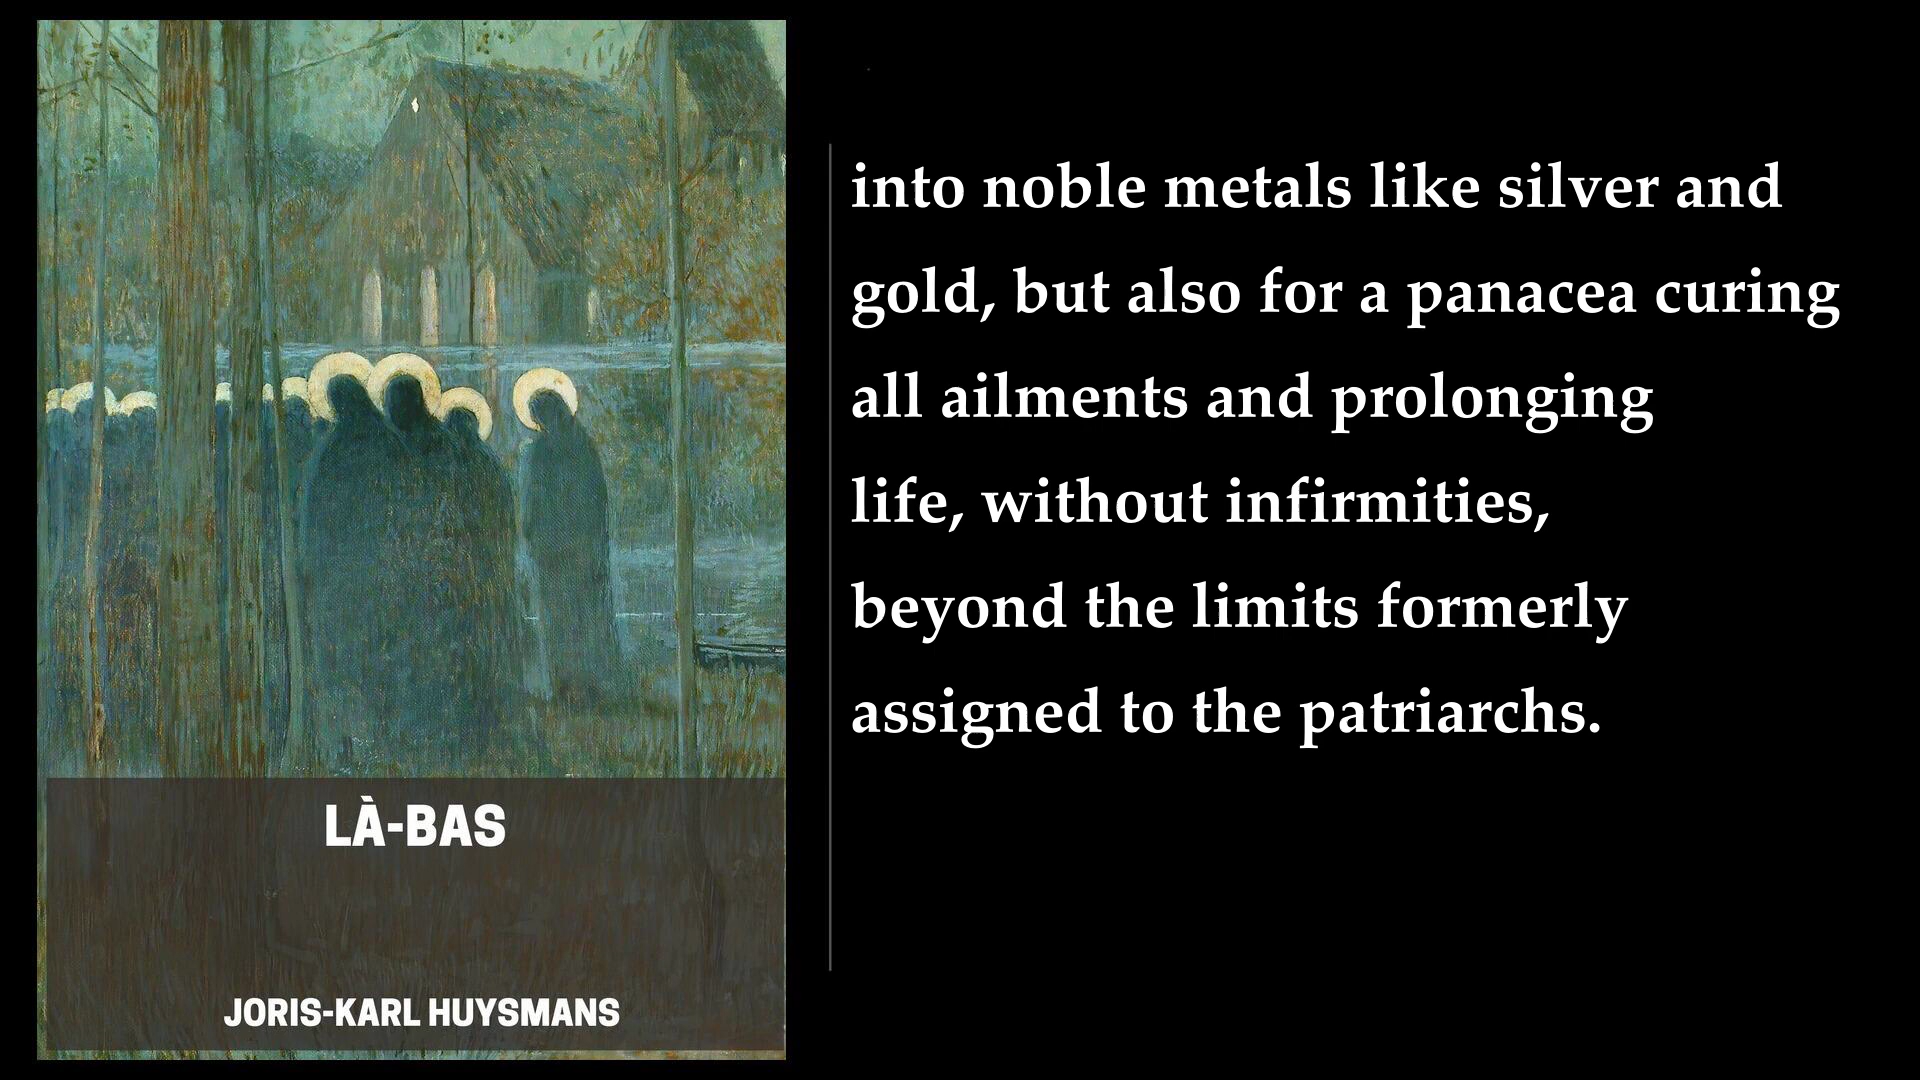 LÀ-BAS
JORIS-KARL HUYSMANS
into noble metals like silver and
gold, but also for a panacea curing
all ailments and prolonging
life, without infirmities,
beyond the limits formerly
assigned to the patriarchs.